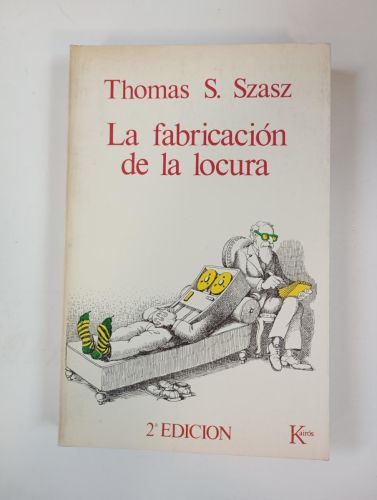 Thomas S. Szasz
La fabricación
de la locura
2ª EDICION
Kairós